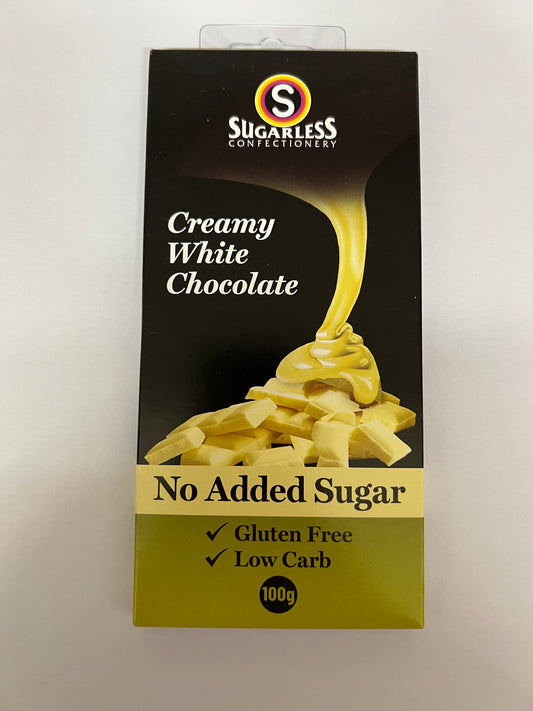 S
SUGARLESS
CONFECTIONERY
Creamy
White
Chocolate
No Added Sugar
✓ Gluten Free
✓ Low Carb
100g